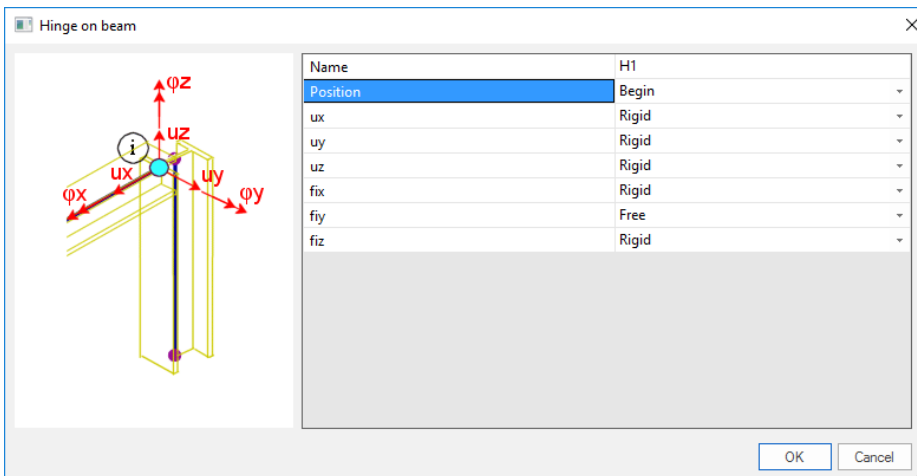 Hinge on beam
φz
uz
i
ux
uy
φx
φy
Name H1
Position Begin
ux Rigid
uy Rigid
uz Rigid
fix Rigid
fiy Free
fiz Rigid
OK Cancel